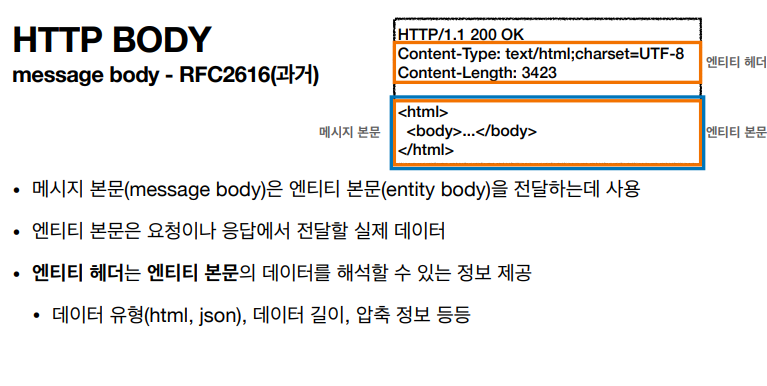 HTTP BODY
message body - RFC2616(과거)
HTTP/1.1 200 OK
Content-Type: text/html;charset=UTF-8
Content-Length: 3423
엔티티 헤더
<html>
<body>...</body>
</html>
메시지 본문
엔티티 본문
• 메시지 본문(message body)은 엔티티 본문(entity body)을 전달하는데 사용
• 엔티티 본문은 요청이나 응답에서 전달할 실제 데이터
• 엔티티 헤더는 엔티티 본문의 데이터를 해석할 수 있는 정보 제공
• 데이터 유형(html, json), 데이터 길이, 압축 정보 등등